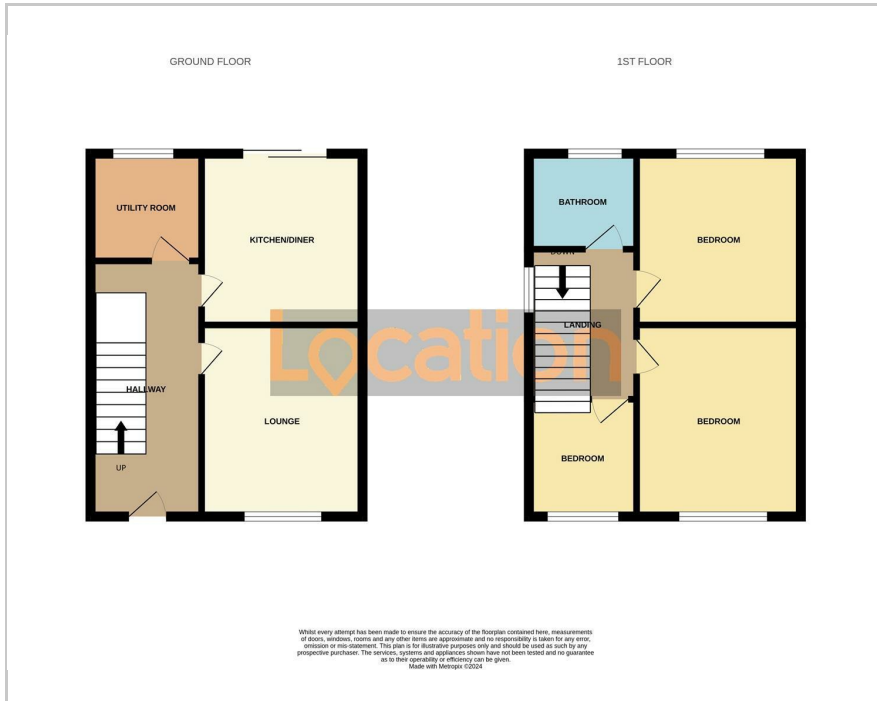 GROUND FLOOR
1ST FLOOR
UTILITY ROOM
KITCHEN/DINER
HALLWAY
LOUNGE
UP
BATHROOM
BEDROOM
DOWN
LANDING
BEDROOM
BEDROOM
Location
Whilst every attempt has been made to ensure the accuracy of the floorplan contained here, measurements
of doors, windows, rooms and any other items are approximate and no responsibility is taken for any error,
omission or mis-statement. This plan is for illustrative purposes only and should be used as such by any
prospective purchaser. The services, systems and appliances shown have not been tested and no guarantee
as to their operability or efficiency can be given.
Made with Metropix ©2024